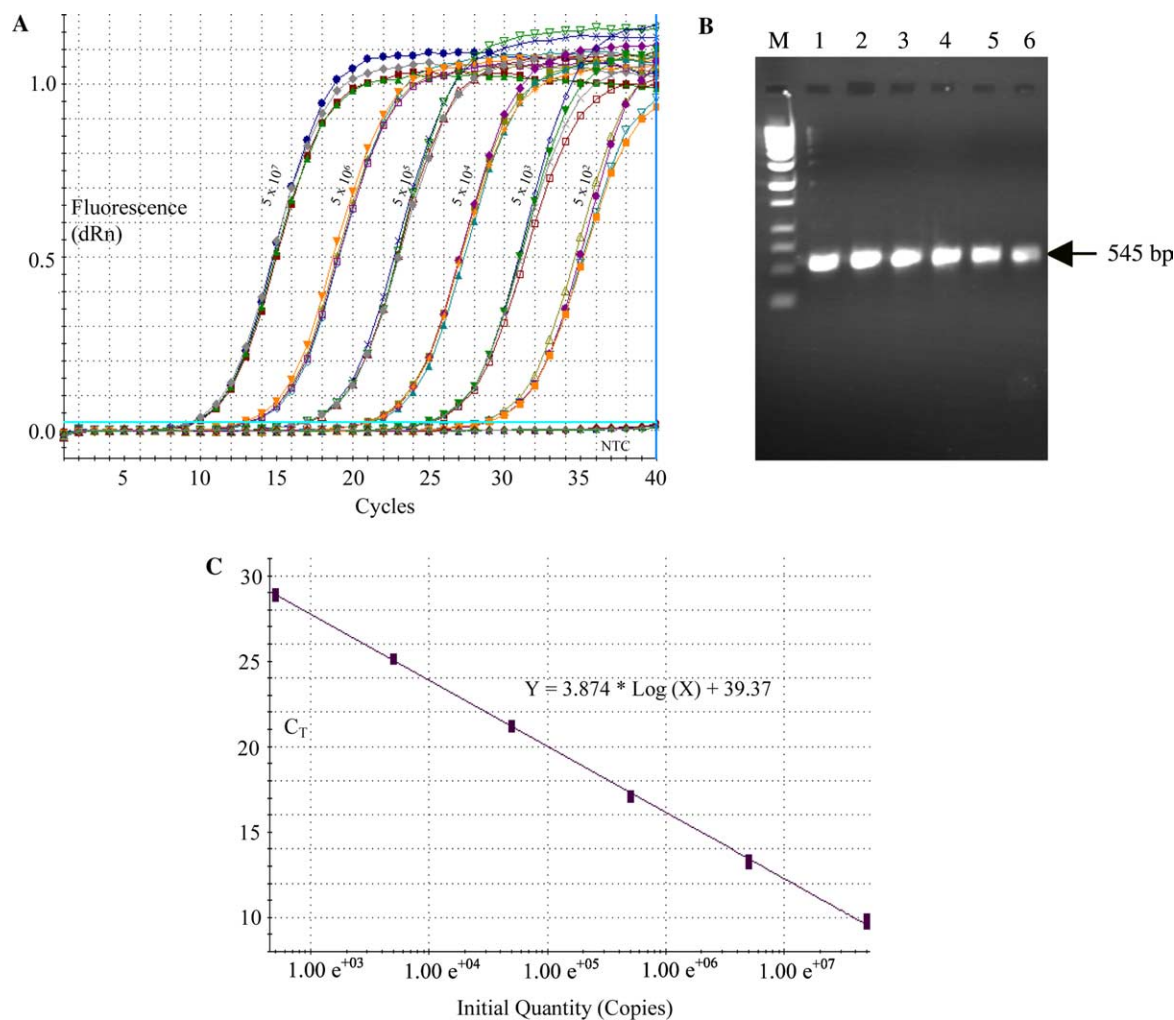 A
1.0
0.5
0.0
Fluorescence
(dRn)
5 x 10⁷
5 x 10⁶
5 x 10⁵
5 x 10⁴
5 x 10³
5 x 10²
NTC
5 10 15 20 25 30 35 40
Cycles
B
M 1 2 3 4 5 6
545 bp
C
30
25
20
15
10
C_T
Y = 3.874 * Log (X) + 39.37
1.00 e⁺⁰³ 1.00 e⁺⁰⁴ 1.00 e⁺⁰⁵ 1.00 e⁺⁰⁶ 1.00 e⁺⁰⁷
Initial Quantity (Copies)